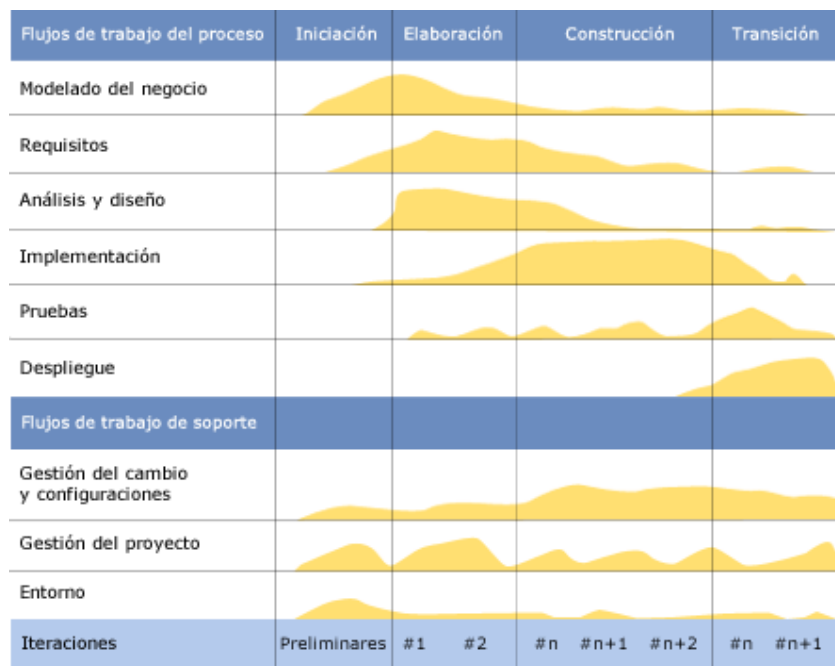 Flujos de trabajo del proceso Iniciación Elaboración Construcción Transición
Modelado del negocio
Requisitos
Análisis y diseño
Implementación
Pruebas
Despliegue
Flujos de trabajo de soporte
Gestión del cambio
y configuraciones
Gestión del proyecto
Entorno
Iteraciones Preliminares #1 #2 #n #n+1 #n+2 #n #n+1